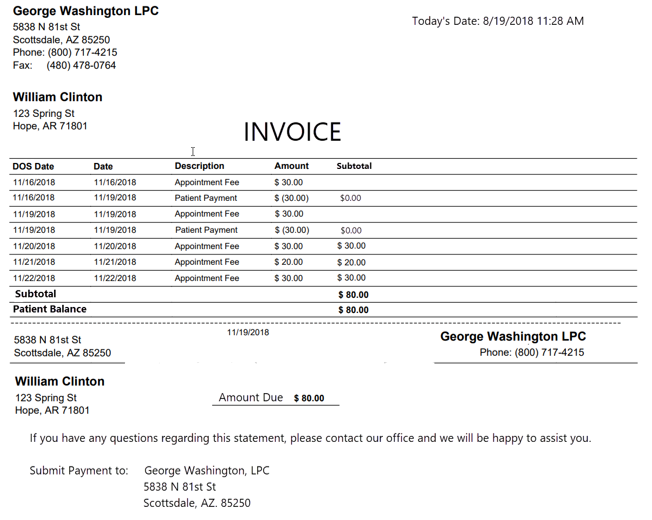 George Washington LPC
5838 N 81st St
Scottsdale, AZ 85250
Phone: (800) 717-4215
Fax: (480) 478-0764
Today's Date: 8/19/2018 11:28 AM
William Clinton
123 Spring St
Hope, AR 71801
INVOICE
DOS Date Date Description Amount Subtotal
11/16/2018 11/16/2018 Appointment Fee $ 30.00
11/16/2018 11/19/2018 Patient Payment $ (30.00) $0.00
11/19/2018 11/19/2018 Appointment Fee $ 30.00
11/19/2018 11/19/2018 Patient Payment $ (30.00) $0.00
11/20/2018 11/20/2018 Appointment Fee $ 30.00 $ 30.00
11/21/2018 11/21/2018 Appointment Fee $ 20.00 $ 20.00
11/22/2018 11/22/2018 Appointment Fee $ 30.00 $ 30.00
Subtotal $ 80.00
Patient Balance $ 80.00
11/19/2018
5838 N 81st St
Scottsdale, AZ 85250
George Washington LPC
Phone: (800) 717-4215
William Clinton
123 Spring St
Hope, AR 71801
Amount Due $ 80.00
If you have any questions regarding this statement, please contact our office and we will be happy to assist you.
Submit Payment to: George Washington, LPC
5838 N 81st St
Scottsdale, AZ. 85250